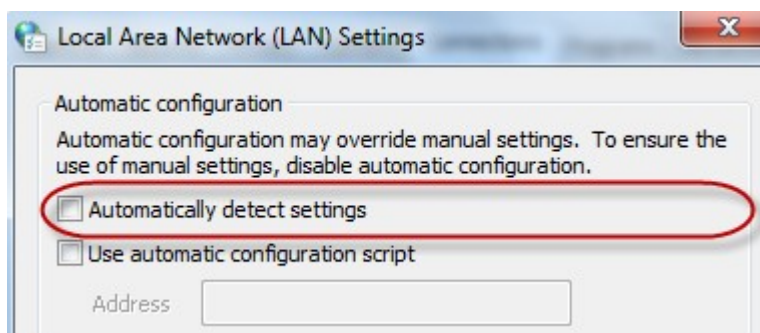 Local Area Network (LAN) Settings
Automatic configuration
Automatic configuration may override manual settings. To ensure the
use of manual settings, disable automatic configuration.
Automatically detect settings
Use automatic configuration script
Address